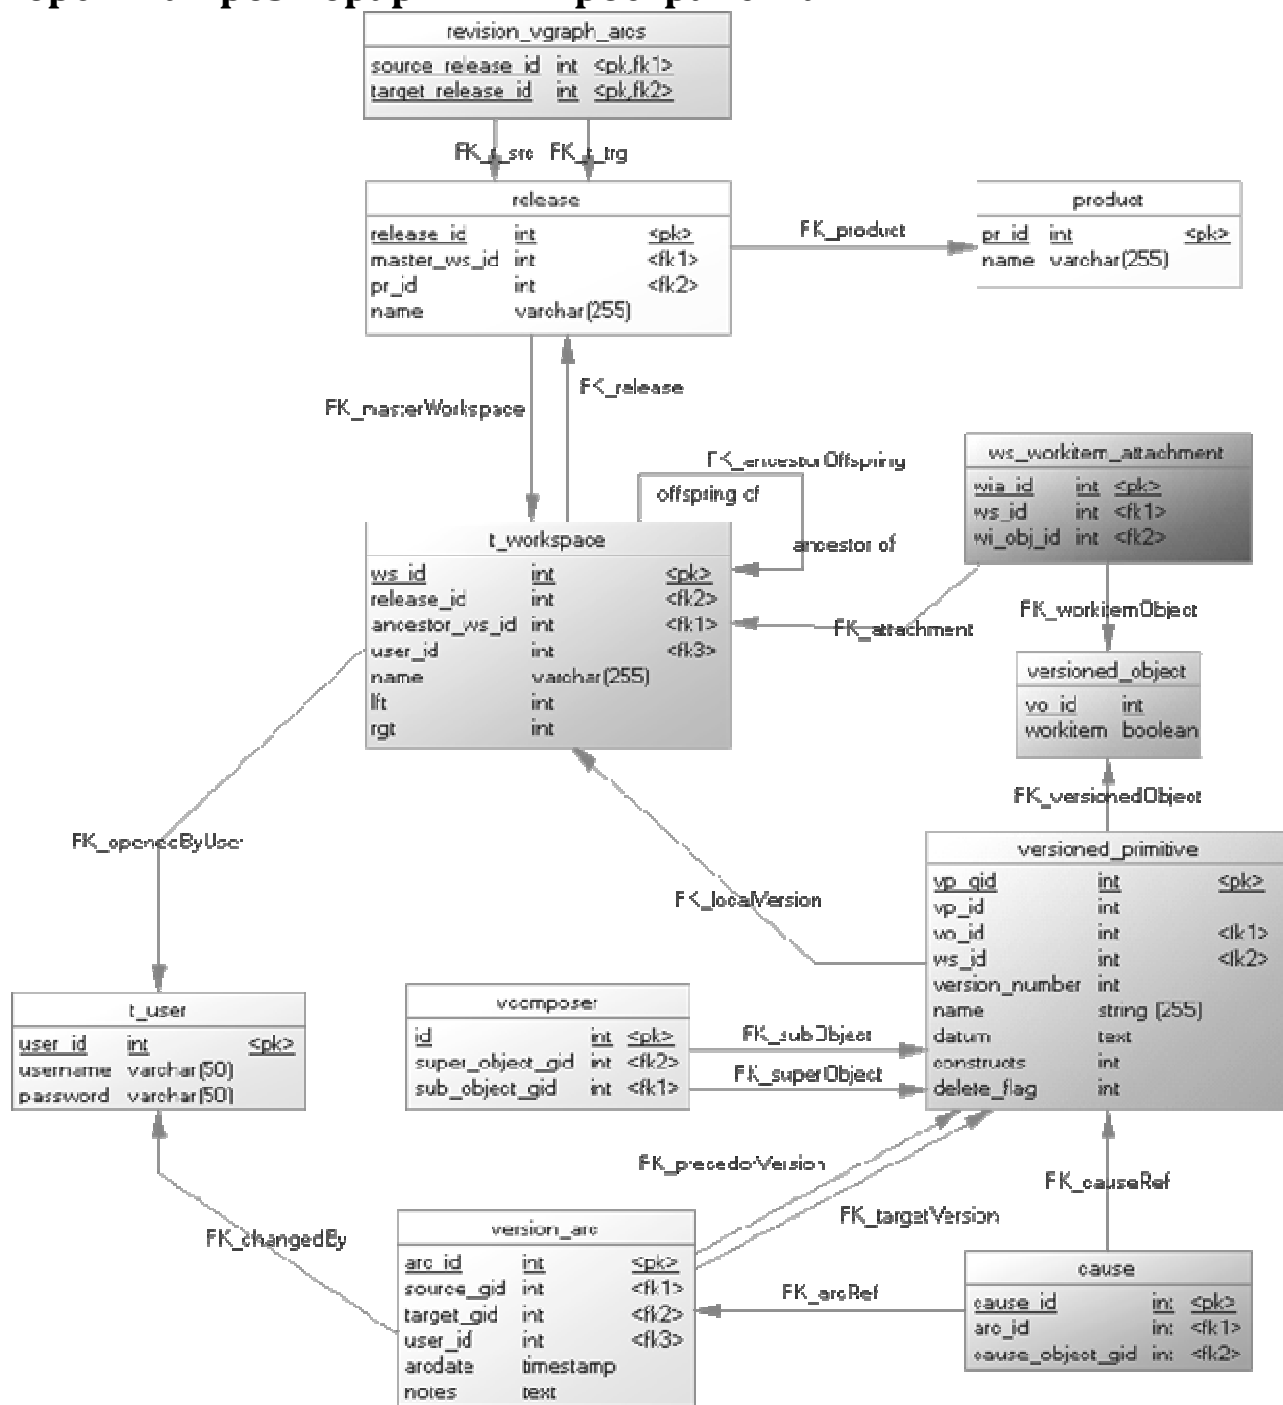 revision_vgraph_arcs
source_release_id int <pk,fk1>
target_release_id int <pk,fk2>
FK_r_src FK_r_trg
release
release_id int <pk>
master_ws_id int <fk1>
pr_id int <fk2>
name varchar(255)
FK_product
product
pr_id int <pk>
name varchar(255)
FK_release
FK_masterWorkspace
FK_ancestorOffspring
offspring of
ancestor of
ws_workitem_attachment
wia_id int <pk>
ws_id int <fk1>
wi_obj_id int <fk2>
t_workspace
ws_id int <pk>
release_id int <fk2>
ancestor_ws_id int <fk1>
user_id int <fk3>
name varchar(255)
lft int
rgt int
FK_attachment
FK_workitemObject
versioned_object
vo_id int
workitem boolean
FK_versionedObject
FK_openedByUser
FK_localVersion
versioned_primitive
vp_gid int <pk>
vp_id int
vo_id int <fk1>
ws_id int <fk2>
version_number int
name string (255)
datum text
constructs int
delete_flag int
t_user
user_id int <pk>
username varchar(50)
password varchar(50)
vocmposer
id int <pk>
super_object_gid int <fk2>
sub_object_gid int <fk1>
FK_subObject
FK_superObject
FK_precedorVersion
FK_targetVersion
FK_causeRef
FK_changedBy
version_arc
arc_id int <pk>
source_gid int <fk1>
target_gid int <fk2>
user_id int <fk3>
arcdate timestamp
notes text
FK_arcRef
cause
cause_id int <pk>
arc_id int <fk1>
cause_object_gid int <fk2>